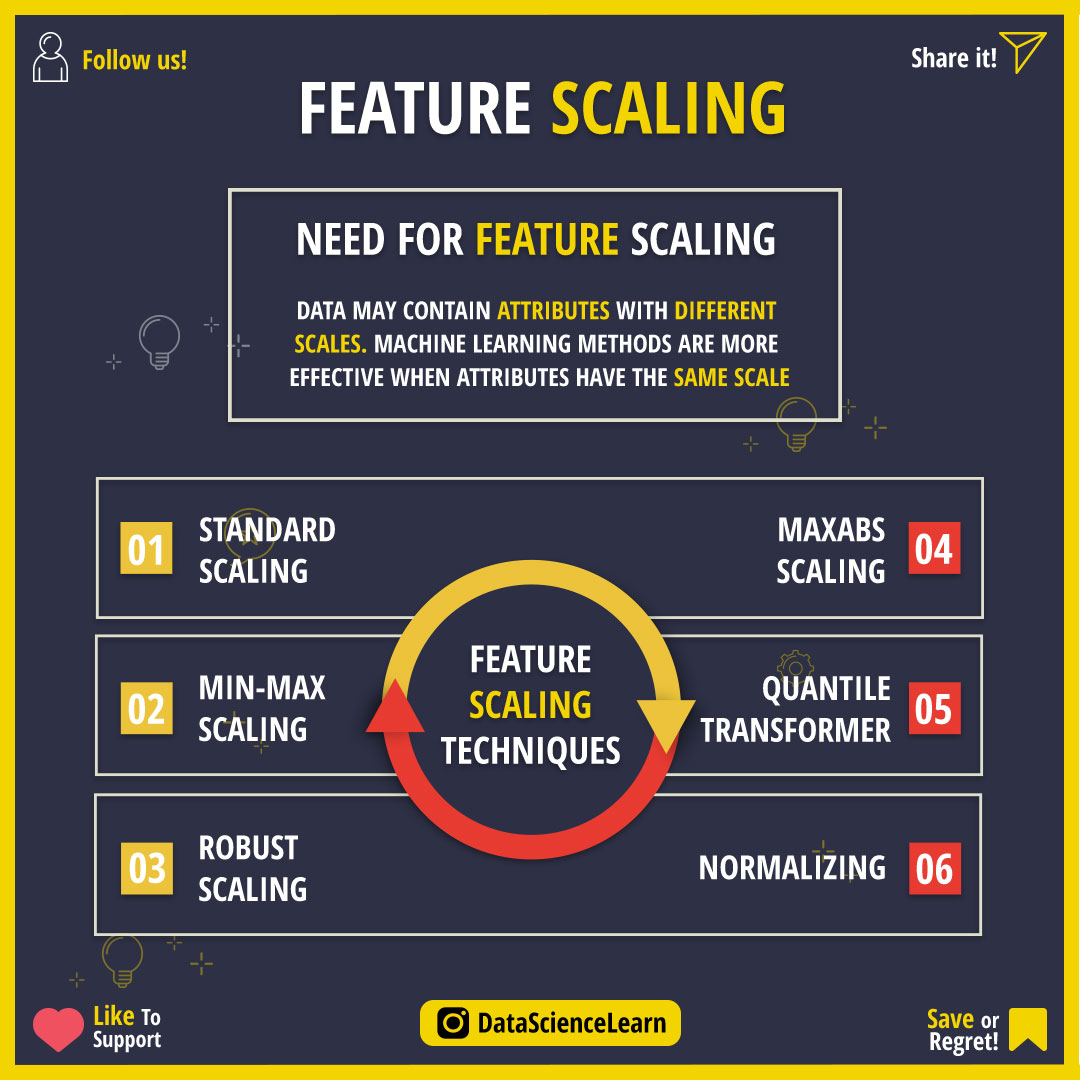 Follow us!
Share it!
FEATURE SCALING
NEED FOR FEATURE SCALING
DATA MAY CONTAIN ATTRIBUTES WITH DIFFERENT
SCALES. MACHINE LEARNING METHODS ARE MORE
EFFECTIVE WHEN ATTRIBUTES HAVE THE SAME SCALE
01
STANDARD
SCALING
02
MIN-MAX
SCALING
03
ROBUST
SCALING
FEATURE
SCALING
TECHNIQUES
MAXABS
SCALING
04
QUANTILE
TRANSFORMER
05
NORMALIZING
06
Like To
Support
DataScienceLearn
Save or
Regret!